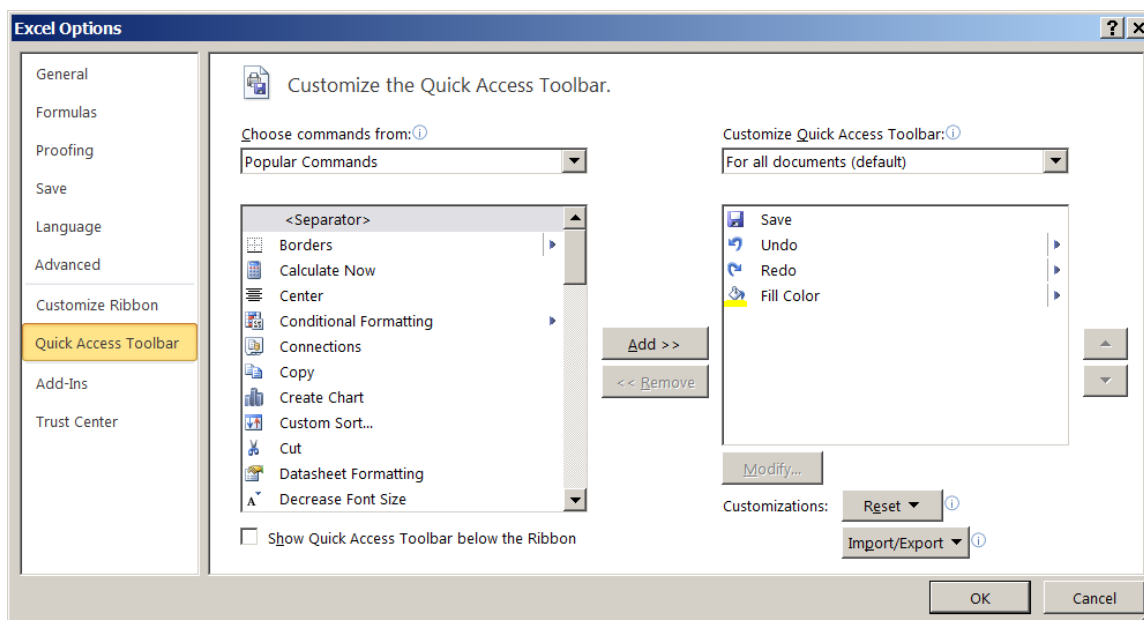 Excel Options
General
Formulas
Proofing
Save
Language
Advanced
Customize Ribbon
Quick Access Toolbar
Add-Ins
Trust Center
Customize the Quick Access Toolbar.
Choose commands from:
Popular Commands
<Separator>
Borders
Calculate Now
Center
Conditional Formatting
Connections
Copy
Create Chart
Custom Sort...
Cut
Datasheet Formatting
Decrease Font Size
Show Quick Access Toolbar below the Ribbon
Add >>
<< Remove
Customize Quick Access Toolbar:
For all documents (default)
Save
Undo
Redo
Fill Color
Modify...
Customizations:
Reset
Import/Export
OK
Cancel